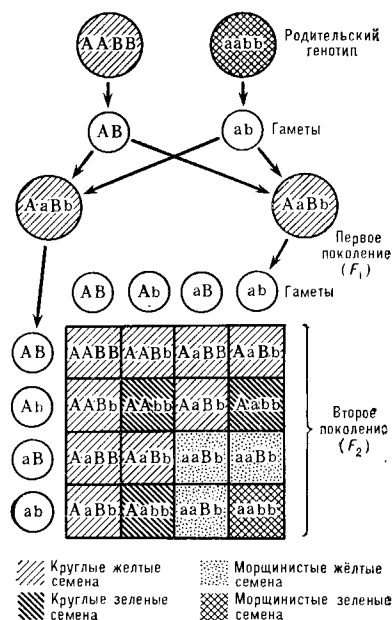 AABB aabb Родительский
генотип
AB ab Гаметы
AaBb AaBb
Первое
поколение
(F₁)
AB Ab aB ab Гаметы
AB AABB AABb AaBB AaBb
Ab AABb AAbb AaBb Aabb
aB AaBB AaBb aaBB aaBb
ab AaBb Aabb aaBb aabb
Второе
поколение
(F₂)
Круглые жёлтые
семена
Морщинистые жёлтые
семена
Круглые зеленые
семена
Морщинистые зеленые
семена